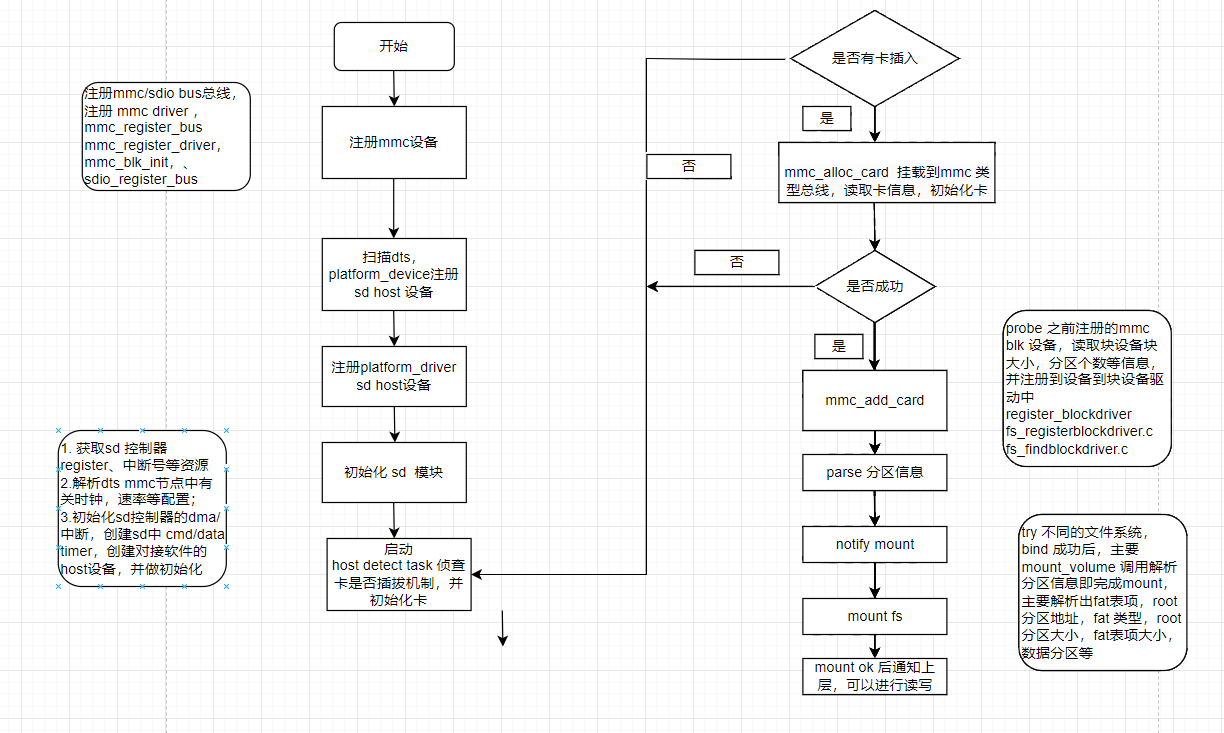 开始
注册mmc/sdio bus总线,
注册 mmc driver ,
mmc_register_bus
mmc_register_driver,
mmc_blk_init, 、
sdio_register_bus
注册mmc设备
扫描dts,
platform_device注册
sd host 设备
注册platform_driver
sd host设备
初始化 sd 模块
1. 获取sd 控制器
register、中断号等资源
2.解析dts mmc节点中有
关时钟，速率等配置；
3.初始化sd控制器的dma/
中断，创建sd中 cmd/data
timer，创建对接软件的
host设备，并做初始化
启动
host detect task 侦查
卡是否插拔机制，并
初始化卡
是否有卡插入
是
否
mmc_alloc_card 挂载到mmc 类
型总线，读取卡信息，初始化卡
否
是否成功
是
mmc_add_card
parse 分区信息
notify mount
mount fs
mount ok 后通知上
层，可以进行读写
probe 之前注册的mmc
blk 设备，读取块设备块
大小，分区个数等信息，
并注册到设备到块设备驱
动中
register_blockdriver
fs_registerblockdriver.c
fs_findblockdriver.c
try 不同的文件系统，
bind 成功后，主要
mount_volume 调用解析
分区信息即完成mount，
主要解析出fat表项，root
分区地址，fat 类型，root
分区大小，fat表项大小，
数据分区等